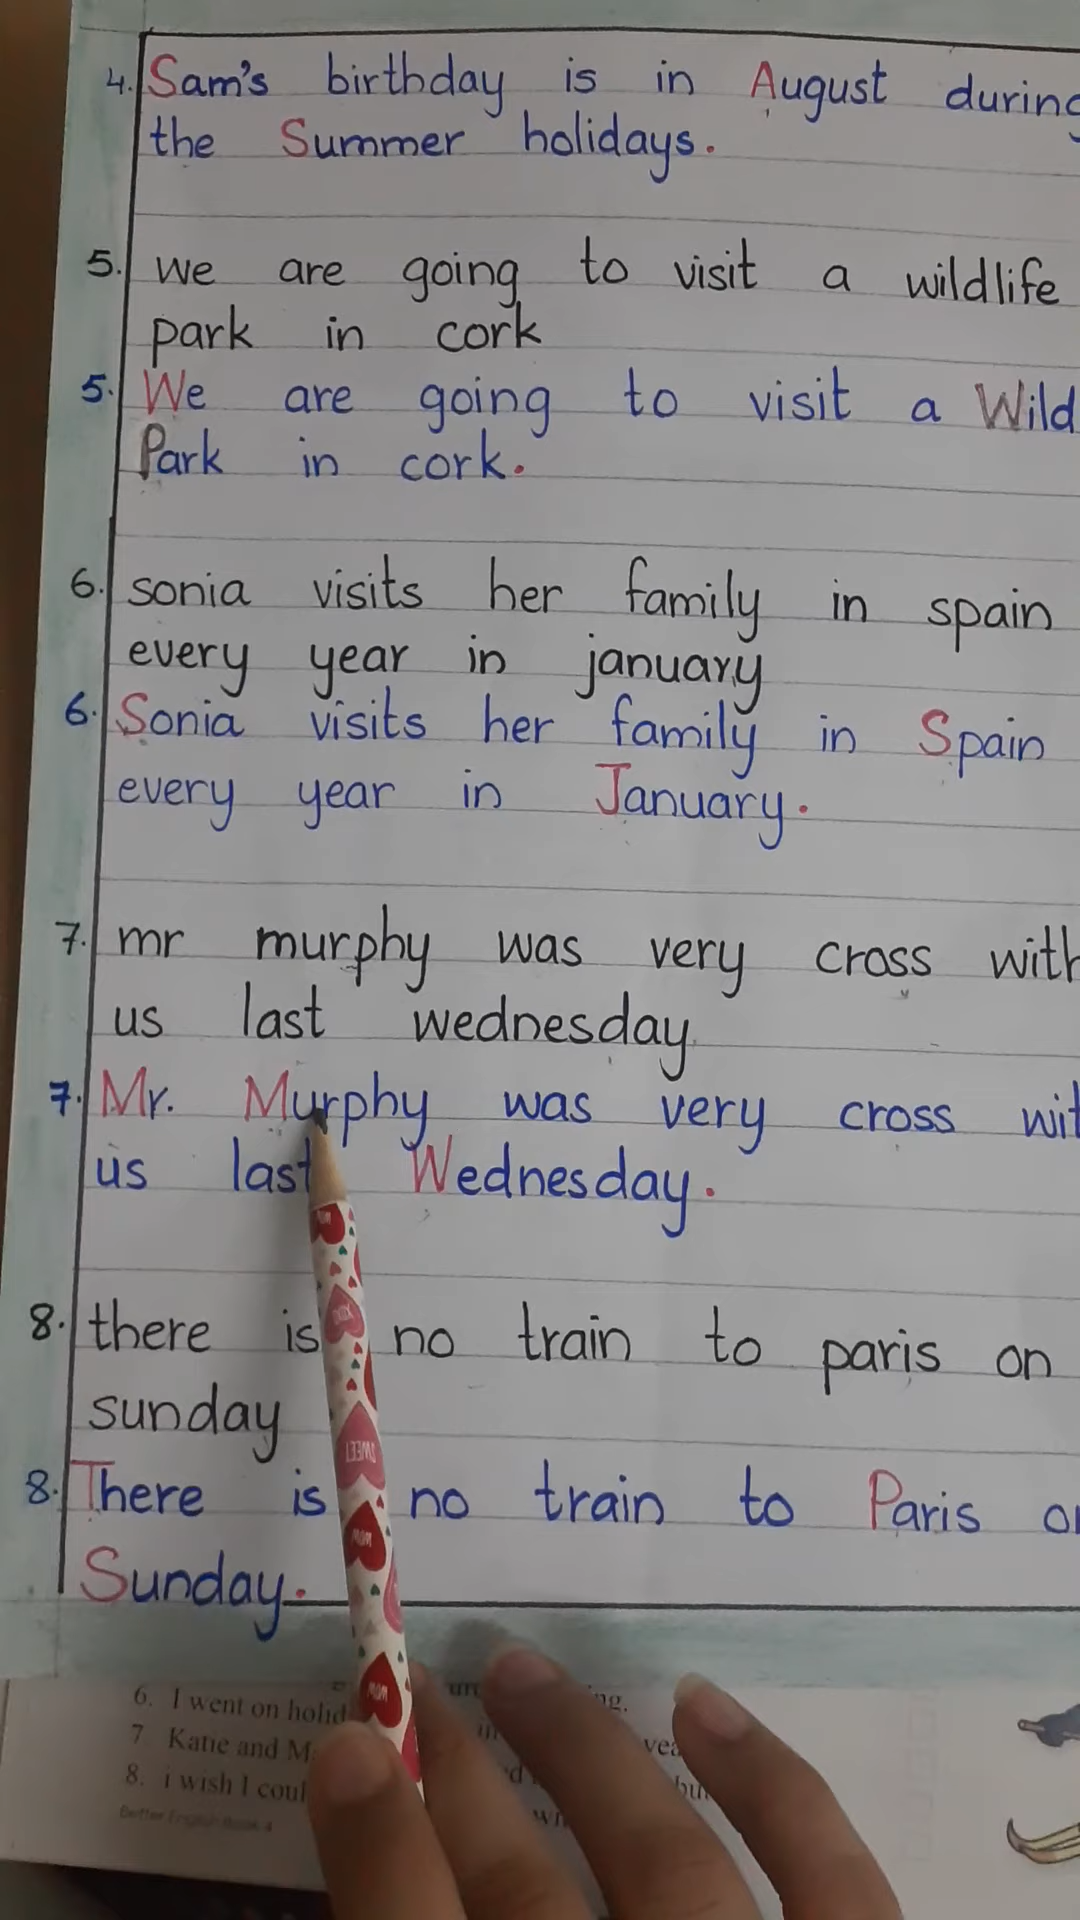 4. Sam's birthday is in August during
the Summer holidays.
5. we are going to visit a wildlife
park in cork
5. We are going to visit a Wild
Park in cork.
6. sonia visits her family in spain
every year in january
6. Sonia visits her family in Spain
every year in January.
7. mr murphy was very cross with
us last wednesday
7. Mr. Murphy was very cross wit
us last Wednesday.
8. there is no train to paris on
sunday
8. There is no train to Paris o
Sunday.
6. I went on holid
7 Katie and M
8. i wish I coul
Better English Book 4